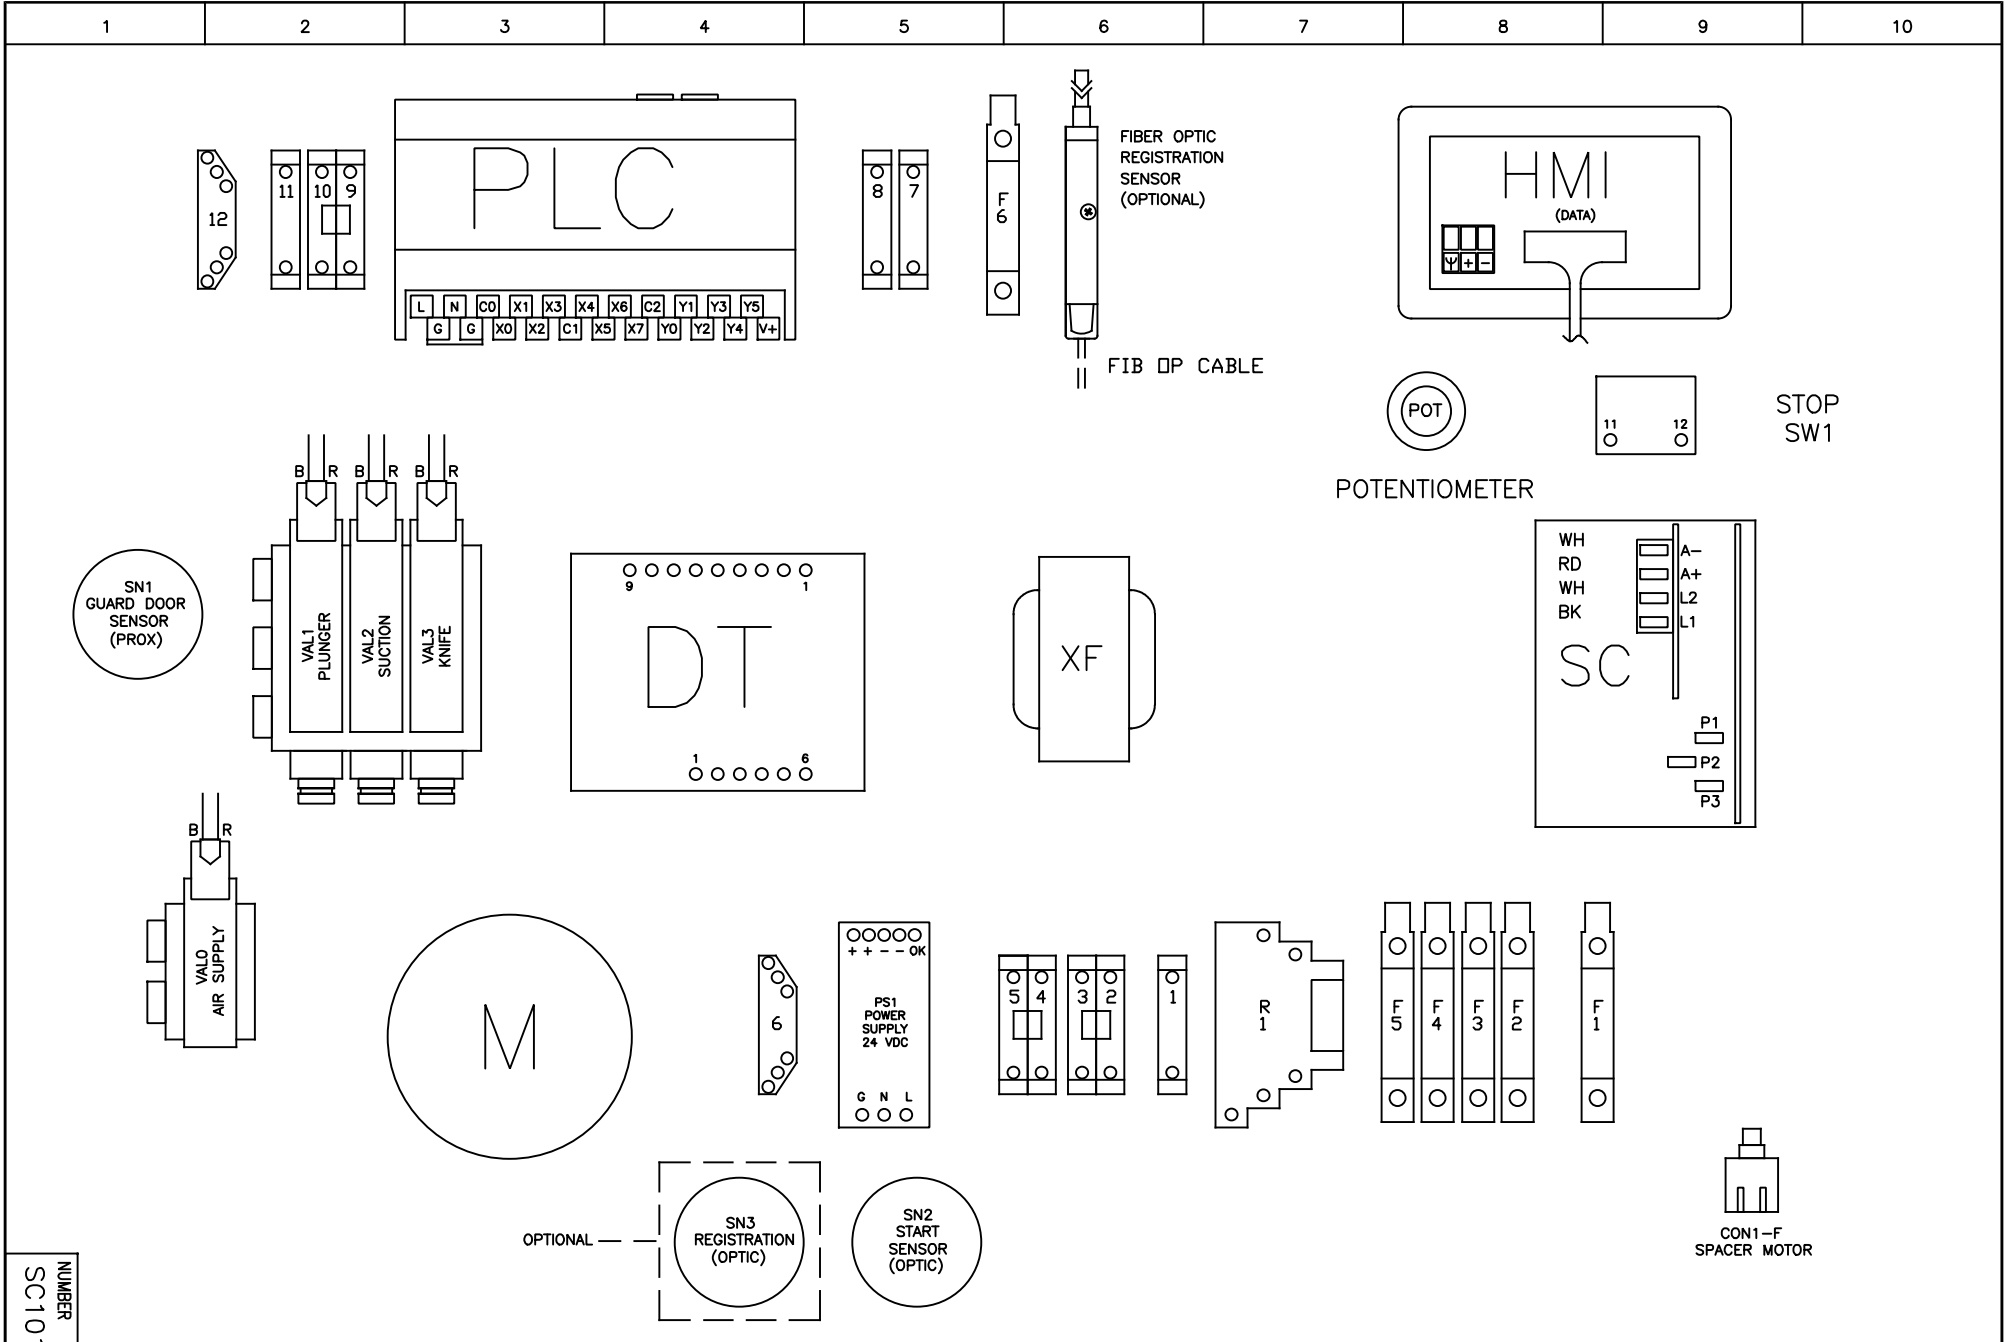 1 2 3 4 5 6 7 8 9 10
12
11 10 9
PLC
L N C0 X1 X3 X4 X6 C2 Y1 Y3 Y5
G G X0 X2 C1 X5 X7 Y0 Y2 Y4 V+
8 7
F
6
FIBER OPTIC
REGISTRATION
SENSOR
(OPTIONAL)
FIB OP CABLE
HMI
(DATA)
+ -
POT
POTENTIOMETER
11 12
STOP
SW1
B R B R B R
SN1
GUARD DOOR
SENSOR
(PROX)
VAL1
PLUNGER
VAL2
SUCTION
VAL3
KNIFE
9 1
DT
1 6
XF
WH A-
RD A+
WH L2
BK L1
SC
P1
P2
P3
B R
VAL0
AIR SUPPLY
M
6
+ + - - OK
PS1
POWER
SUPPLY
24 VDC
G N L
5 4 3 2 1
R
1
F F F F F
5 4 3 2 1
OPTIONAL
SN3
REGISTRATION
(OPTIC)
SN2
START
SENSOR
(OPTIC)
CON1-F
SPACER MOTOR
NUMBER
SC10